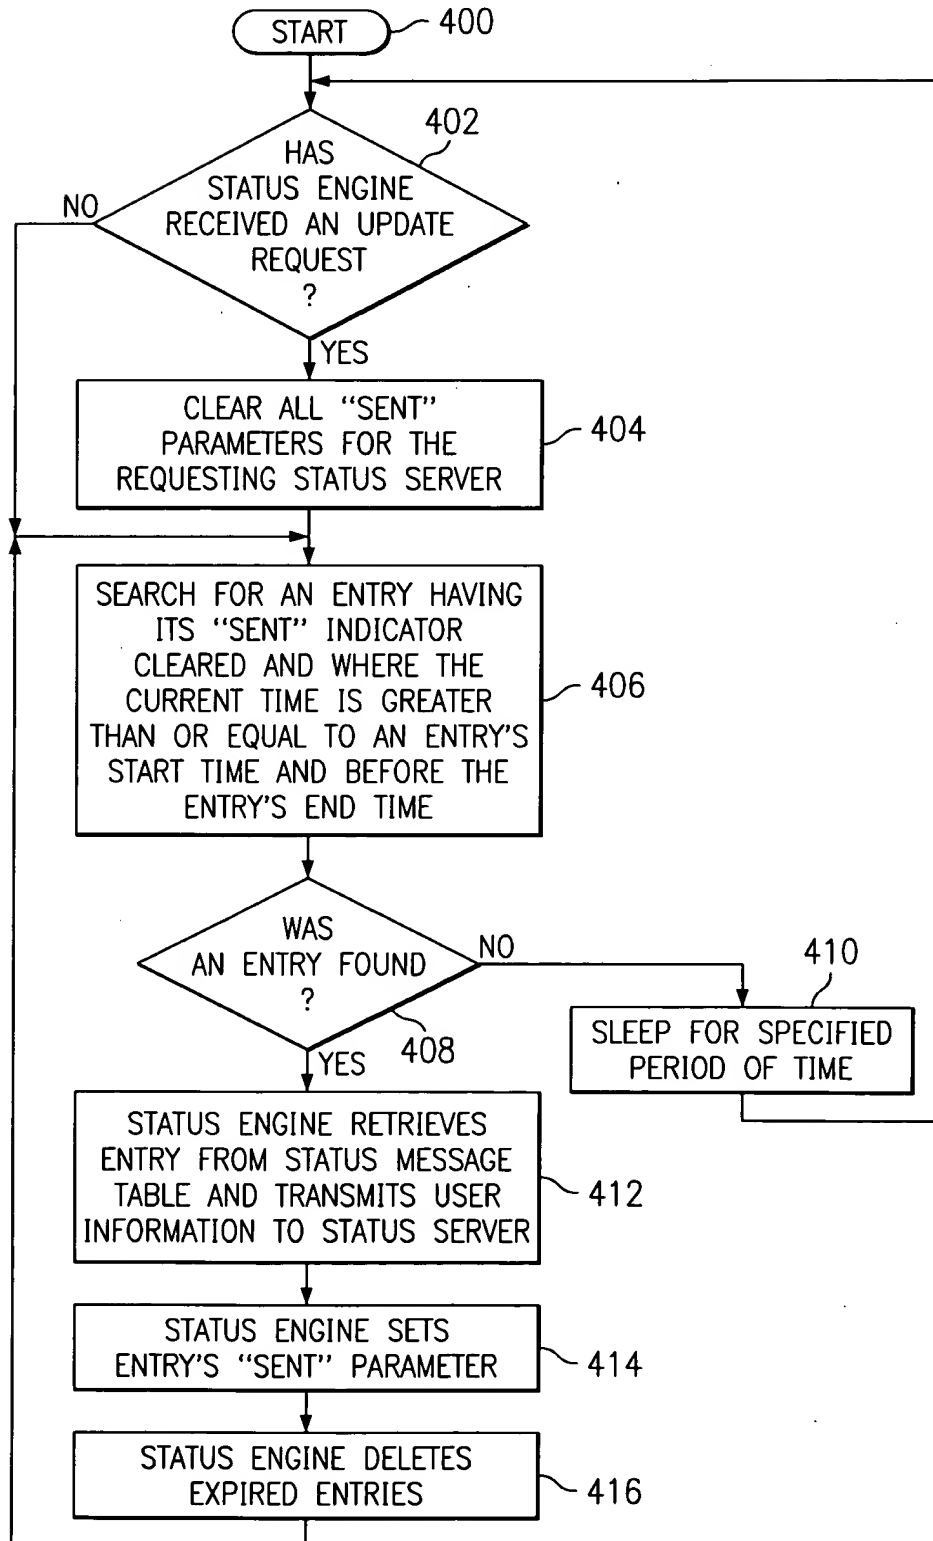 START
400
402
HAS
STATUS ENGINE
RECEIVED AN UPDATE
REQUEST
?
NO
YES
CLEAR ALL “SENT”
PARAMETERS FOR THE
REQUESTING STATUS SERVER
404
SEARCH FOR AN ENTRY HAVING
ITS “SENT” INDICATOR
CLEARED AND WHERE THE
CURRENT TIME IS GREATER
THAN OR EQUAL TO AN ENTRY'S
START TIME AND BEFORE THE
ENTRY'S END TIME
406
WAS
AN ENTRY FOUND
?
NO
408
YES
410
SLEEP FOR SPECIFIED
PERIOD OF TIME
STATUS ENGINE RETRIEVES
ENTRY FROM STATUS MESSAGE
TABLE AND TRANSMITS USER
INFORMATION TO STATUS SERVER
412
STATUS ENGINE SETS
ENTRY'S “SENT” PARAMETER
414
STATUS ENGINE DELETES
EXPIRED ENTRIES
416